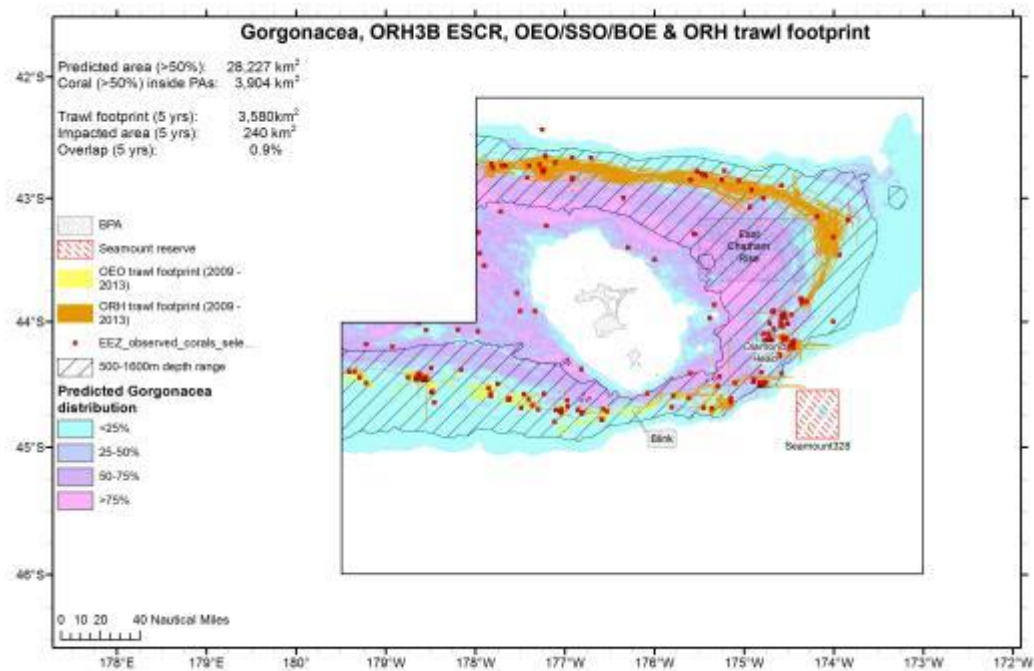 Gorgonacea, ORH3B ESCR, OEO/SSO/BOE & ORH trawl footprint
Predicted area (>50%): 28,227 km²
Coral (>50%) inside PAs: 3,904 km²
Trawl footprint (5 yrs): 3,580km²
Impacted area (5 yrs): 240 km²
Overlap (5 yrs): 0.9%
BPA
Seamount reserve
OEO trawl footprint (2009 -
2013)
ORH trawl footprint (2009 -
2013)
EEZ_observed_corals_sele...
500-1600m depth range
Predicted Gorgonacea
distribution
<25%
25-50%
50-75%
>75%
0 10 20 40 Nautical Miles
42°S
43°S
44°S
45°S
46°S
East
Chatham
Rise
Diamond
Head
Blink
Seamount328
178°E
179°E
180°
179°W
178°W
177°W
176°W
175°W
174°W
173°W
172°W